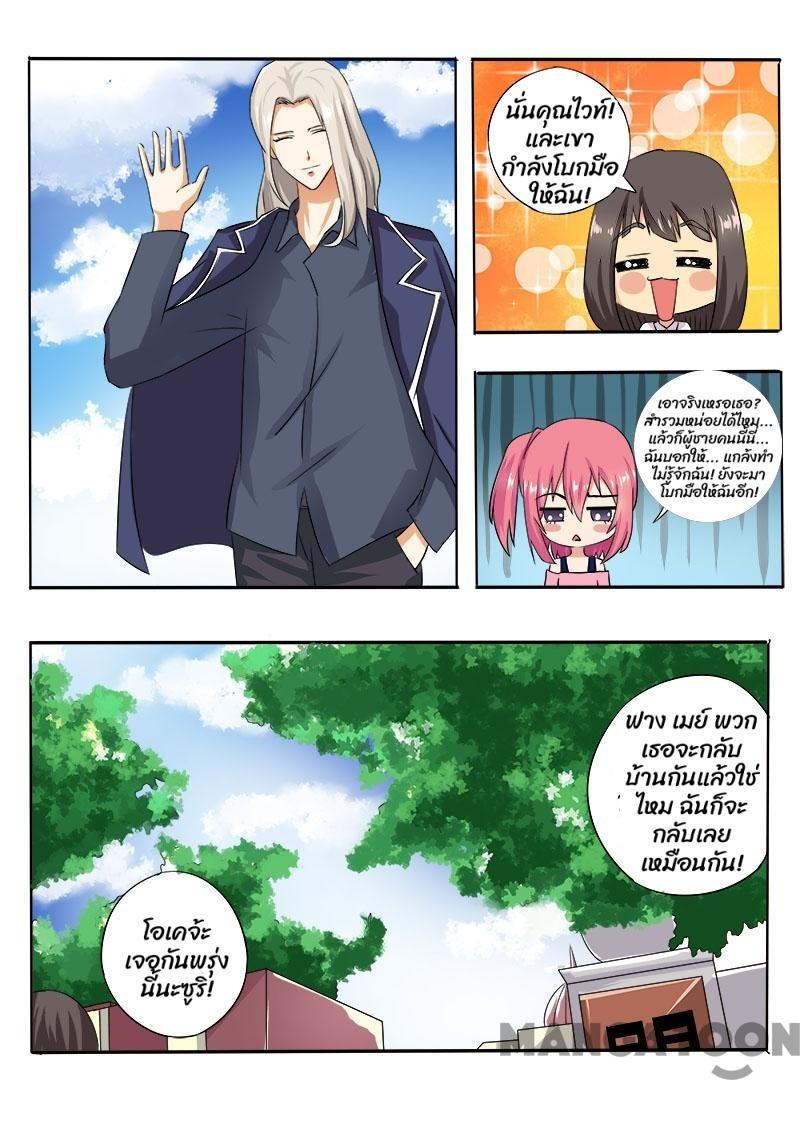 นั่นคุณไวท์!
และเขา
กำลังโบกมือ
ให้ฉัน!
เอาจริงเหรอเธอ?
สำรวมหน่อยได้ไหม...
แล้วก็ผู้ชายคนนี้นี่...
ฉันบอกให้... แกล้งทำ
ไม่รู้จักฉัน! ยังจะมา
โบกมือให้ฉันอีก!
ฟาง เมย์ พวก
เธอจะกลับ
บ้านกันแล้วใช่
ไหม ฉันก็จะ
กลับเลย
เหมือนกัน!
โอเคจ้ะ
เจอกันพรุ่ง
นี้นะซูริ!
MANGATOON